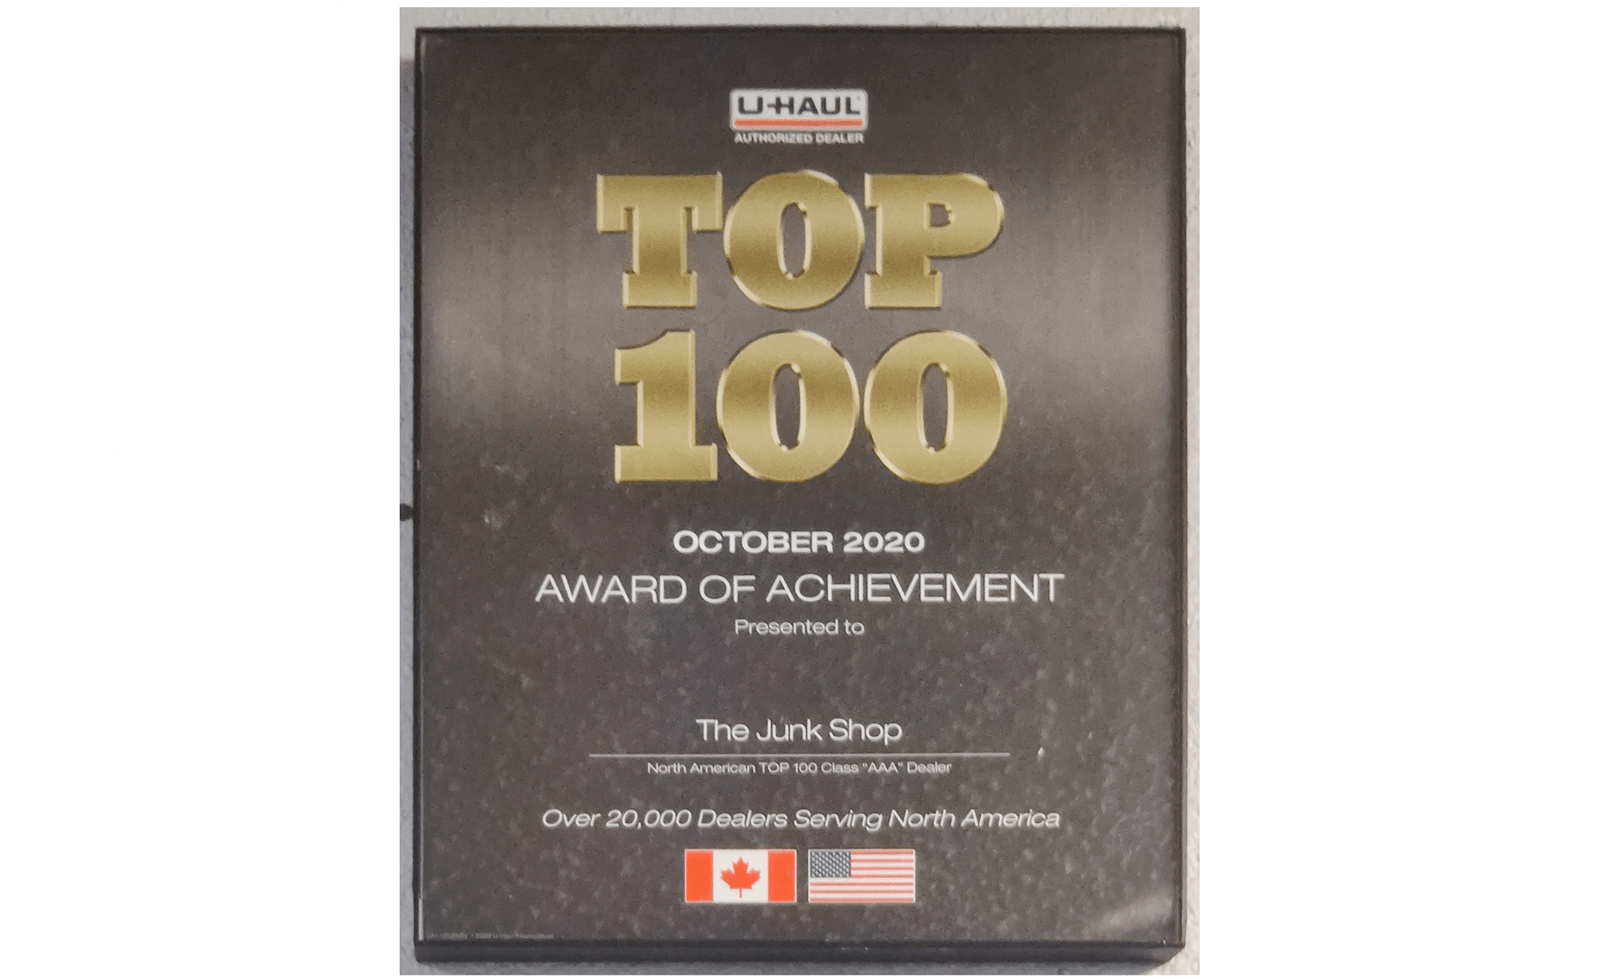 U-HAUL
AUTHORIZED DEALER
TOP
100
OCTOBER 2020
AWARD OF ACHIEVEMENT
Presented to
The Junk Shop
North American TOP 100 Class "AAA" Dealer
Over 20,000 Dealers Serving North America